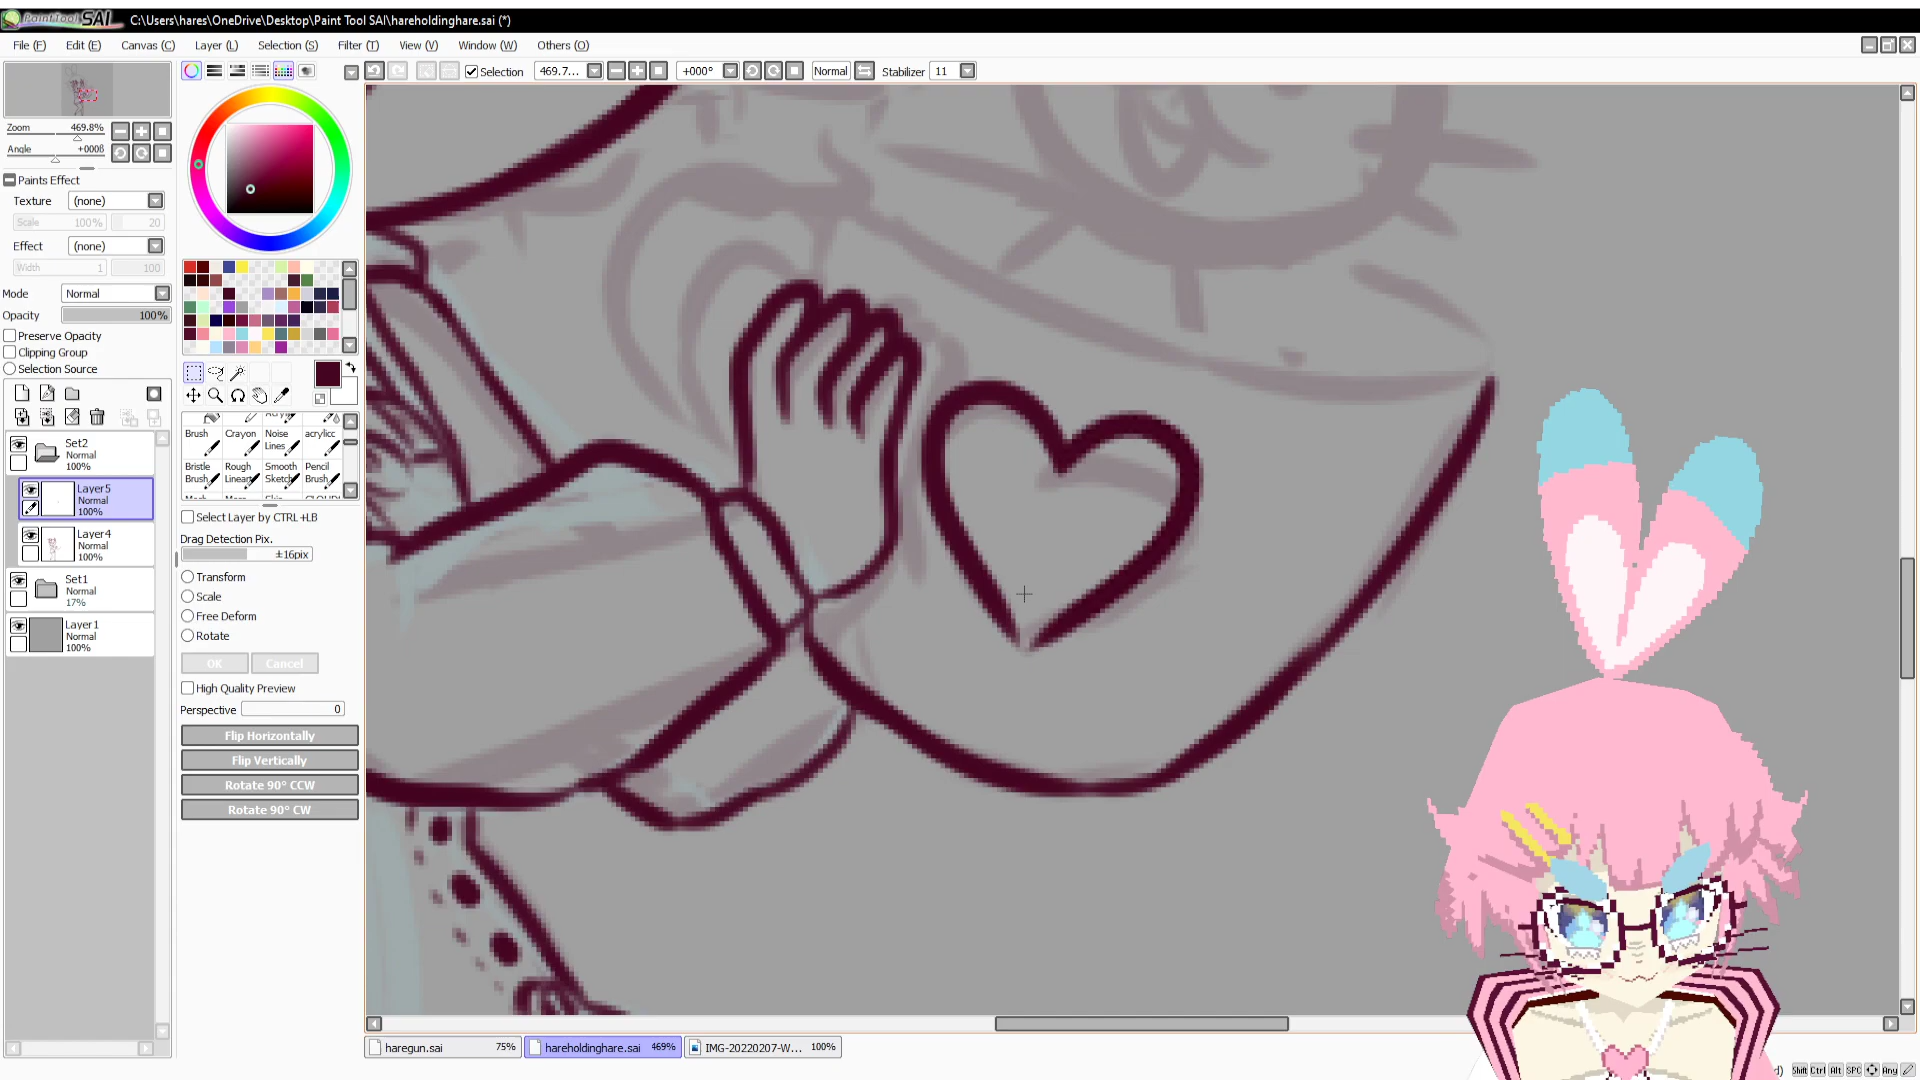 PaintTool SAI C:\Users\hares\OneDrive\Desktop\Paint Tool SAI\hareholdinghare.sai (*)
File (F) Edit (E) Canvas (C) Layer (L) Selection (S) Filter (T) View (V) Window (W) Others (O)
Selection 469.7... +000° Normal Stabilizer 11
Zoom 469.8%
Angle +000ß
Paints Effect
Texture (none)
Scale 100% 20
Effect (none)
Width 1 100
Mode Normal
Opacity 100%
Preserve Opacity
Clipping Group
Selection Source
Set2
Normal
100%
Layer5
Normal
100%
Layer4
Normal
100%
Set1
Normal
17%
Layer1
Normal
100%
Brush Crayon Noise Lines acrylicc
Bristle Brush Rough Lineart Smooth Sketch Pencil Brush
Select Layer by CTRL+LB
Drag Detection Pix.
±16pix
Transform
Scale
Free Deform
Rotate
OK Cancel
High Quality Preview
Perspective 0
Flip Horizontally
Flip Vertically
Rotate 90° CCW
Rotate 90° CW
haregun.sai 75% hareholdinghare.sai 469% IMG-20220207-W... 100%
Shift Ctrl Alt SPC Any